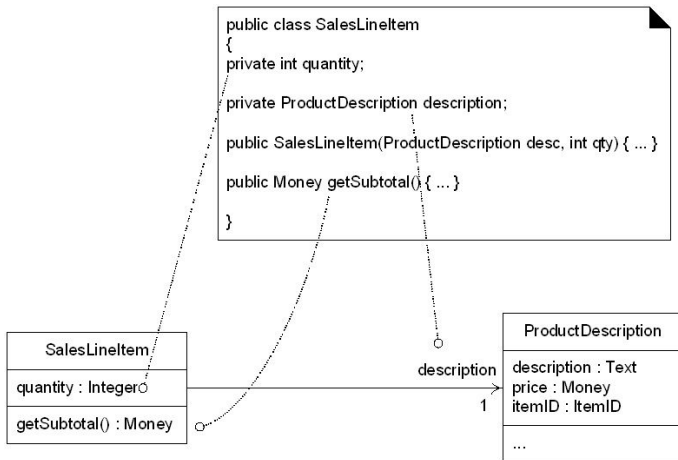 public class SalesLineItem
{
private int quantity;
private ProductDescription description;
public SalesLineItem(ProductDescription desc, int qty) { ... }
public Money getSubtotal() { ... }
}
SalesLineItem
quantity : Integer
getSubtotal() : Money
description
1
ProductDescription
description : Text
price : Money
itemID : ItemID
...